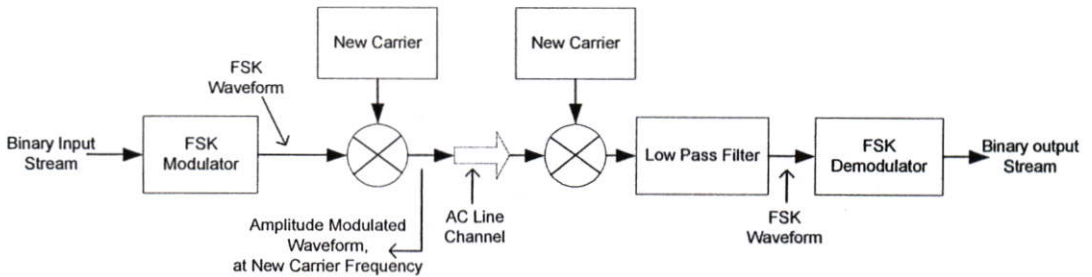 New Carrier
New Carrier
FSK
Waveform
Binary Input
Stream
FSK
Modulator
Low Pass Filter
FSK
Demodulator
Binary output
Stream
Amplitude Modulated
Waveform,
at New Carrier Frequency
AC Line
Channel
FSK
Waveform